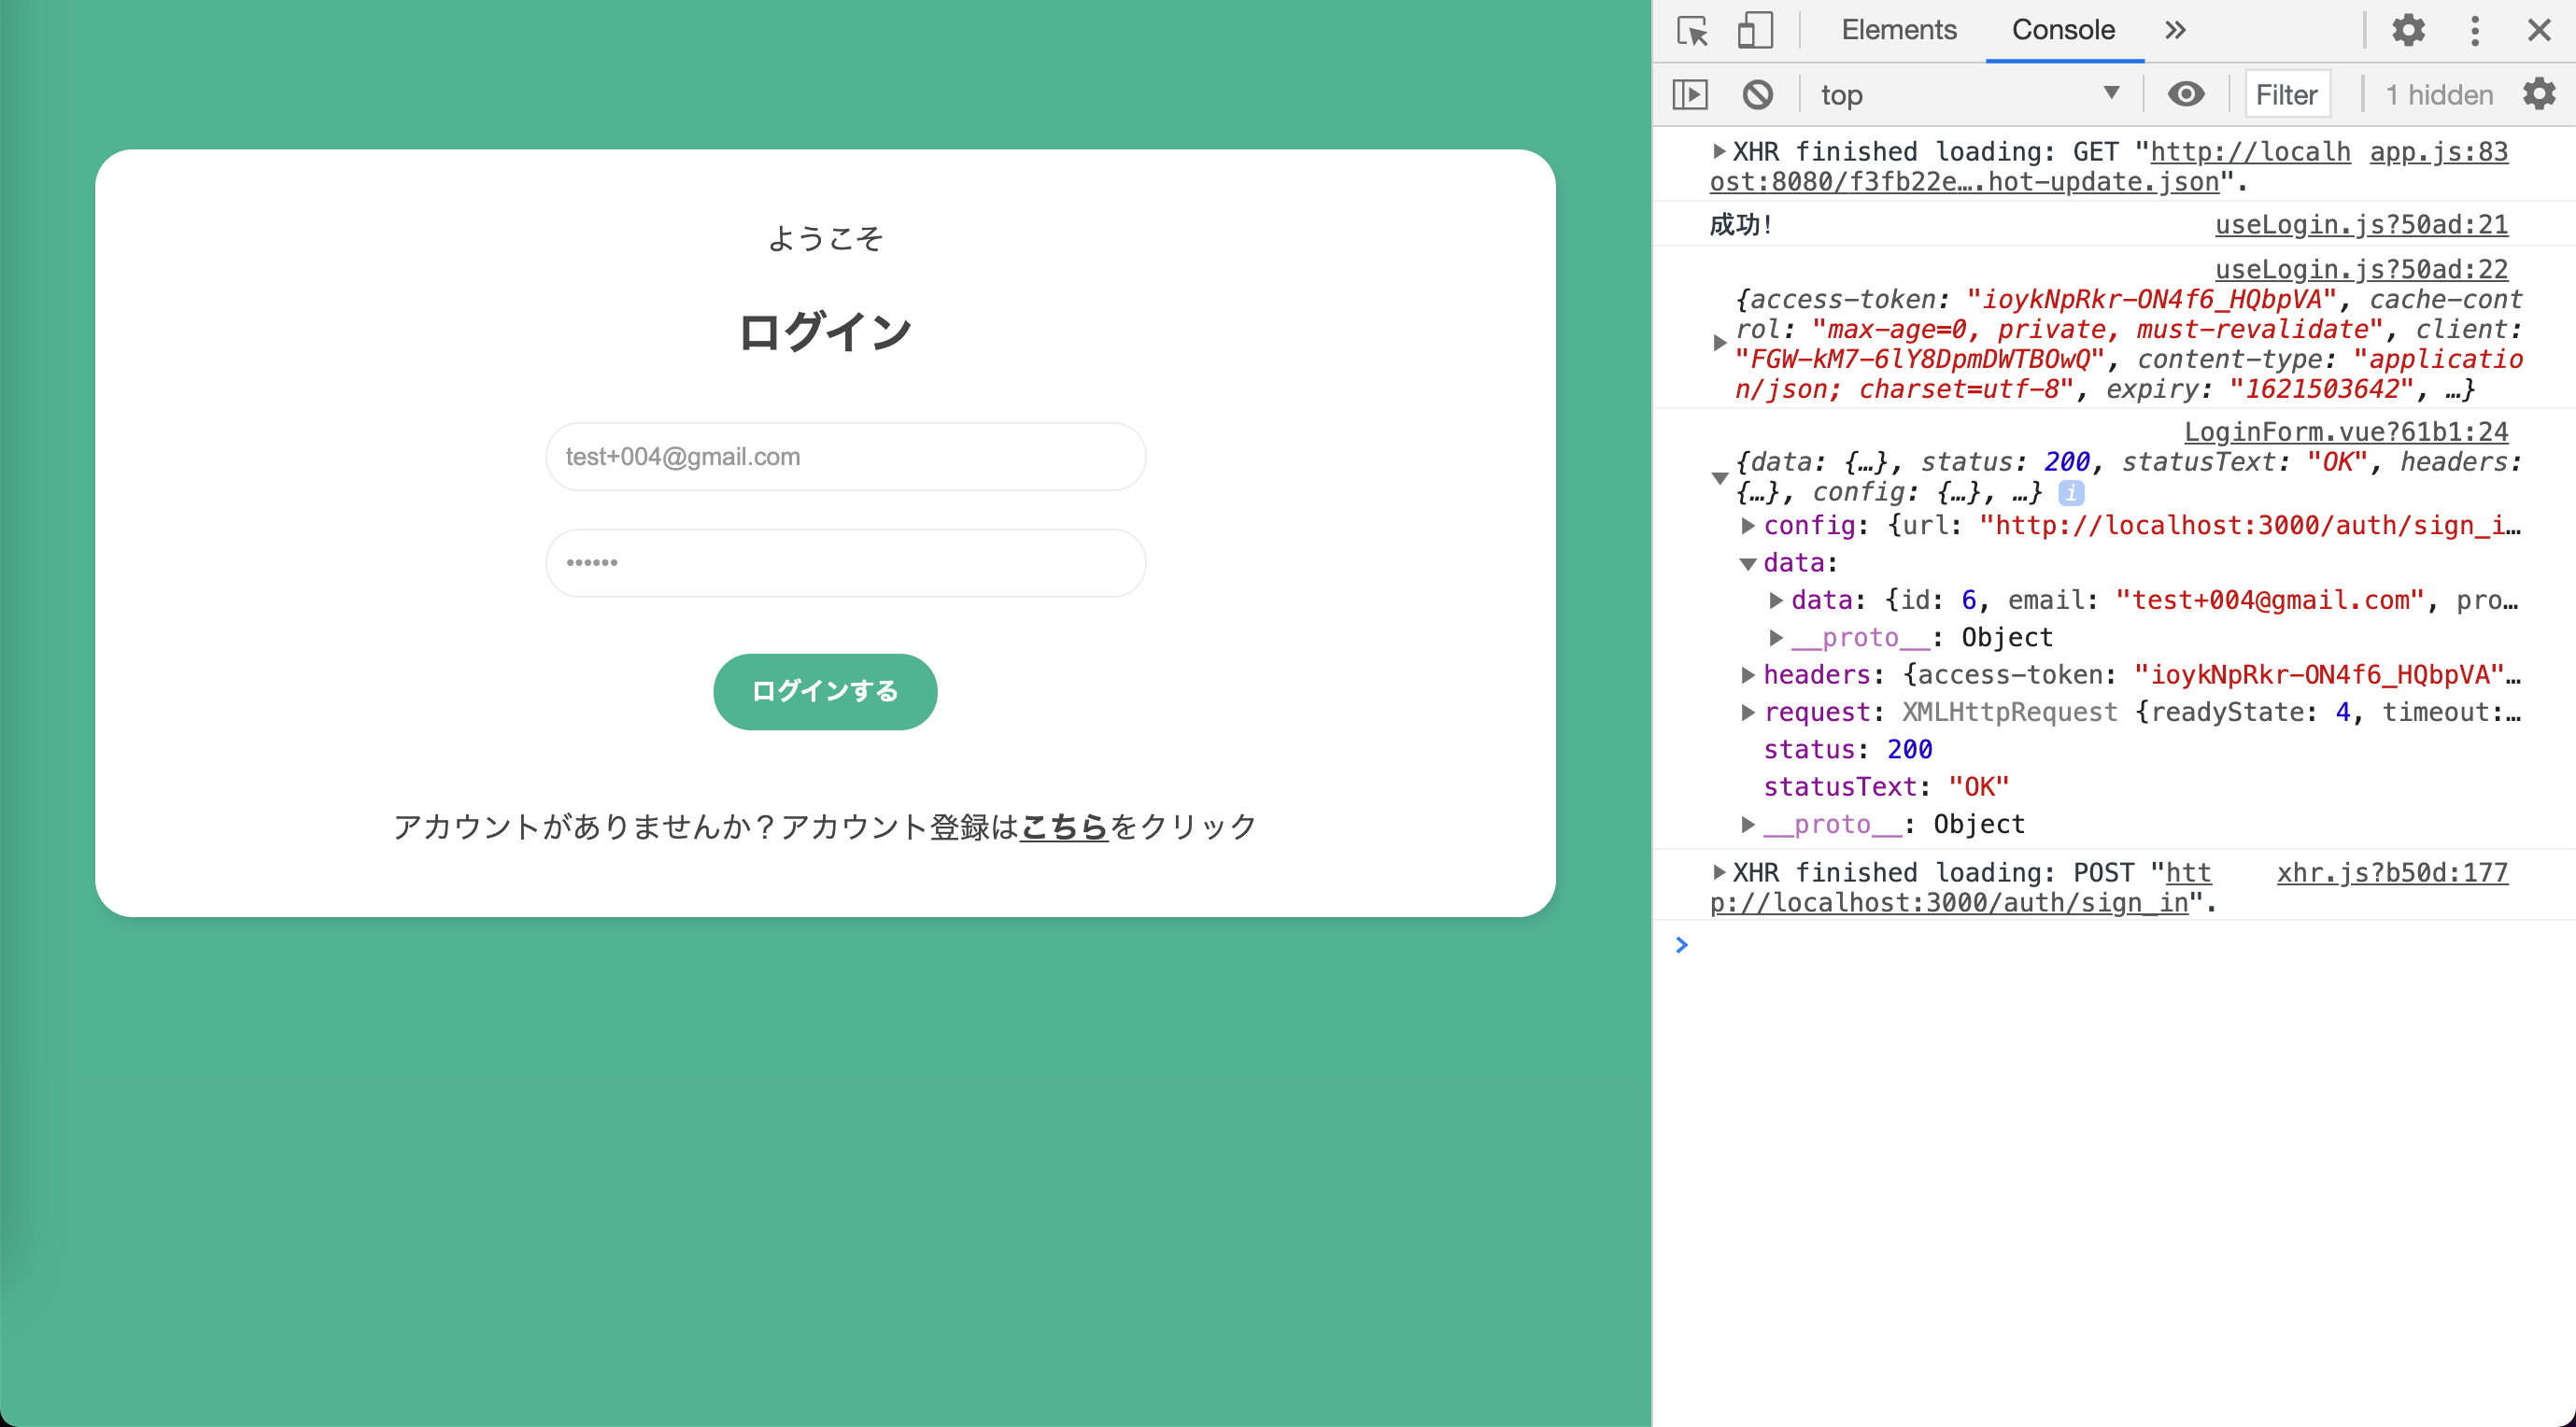 ようこそ
ログイン
test+004@gmail.com
••••••
ログインする
アカウントがありませんか？アカウント登録はこちらをクリック
Elements Console »
top ▼ Filter 1 hidden
▶XHR finished loading: GET "http://localh app.js:83
ost:8080/f3fb22e….hot-update.json".
成功! useLogin.js?50ad:21
useLogin.js?50ad:22
{access-token: "ioykNpRkr-ON4f6_HQbpVA", cache-cont
rol: "max-age=0, private, must-revalidate", client:
"FGW-kM7-6lY8DpmDWTBOwQ", content-type: "applicatio
n/json; charset=utf-8", expiry: "1621503642", …}
LoginForm.vue?61b1:24
{data: {…}, status: 200, statusText: "OK", headers:
{…}, config: {…}, …} i
▶config: {url: "http://localhost:3000/auth/sign_i…
▼data:
▶data: {id: 6, email: "test+004@gmail.com", pro…
▶__proto__: Object
▶headers: {access-token: "ioykNpRkr-ON4f6_HQbpVA"…
▶request: XMLHttpRequest {readyState: 4, timeout:…
status: 200
statusText: "OK"
▶__proto__: Object
▶XHR finished loading: POST "htt xhr.js?b50d:177
p://localhost:3000/auth/sign_in".